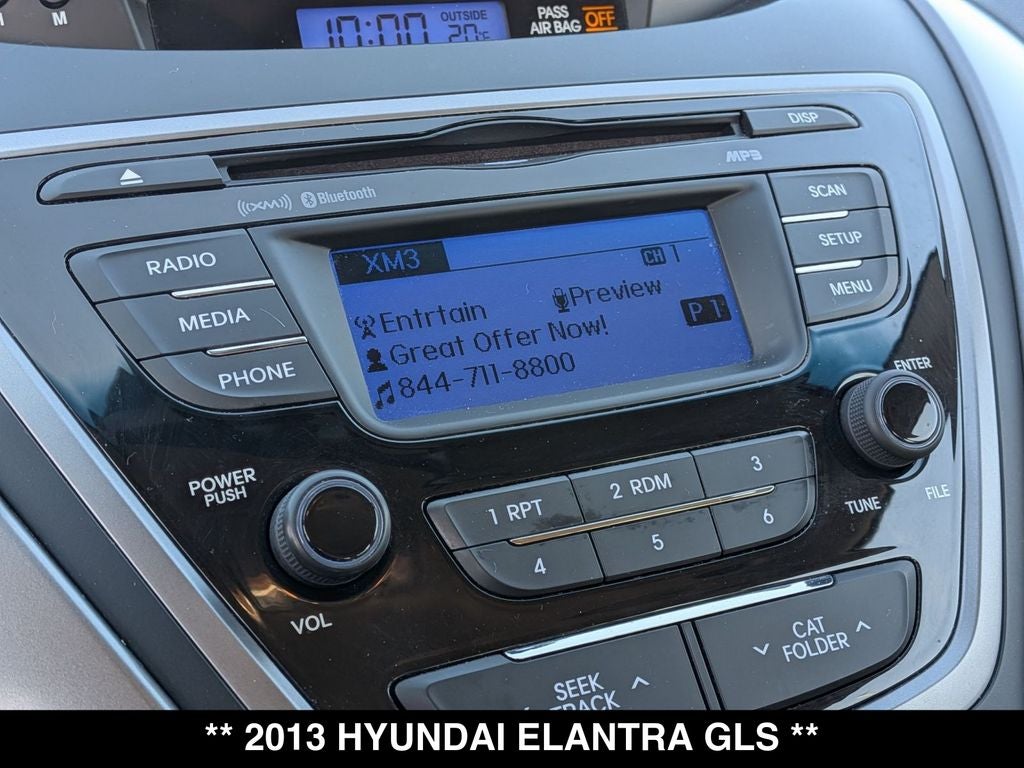 M
10:00
OUTSIDE
20°C
PASS
AIR BAG OFF
DISP
MP3
((XM)) Bluetooth
SCAN
SETUP
MENU
RADIO
MEDIA
PHONE
XM3
CH 1
Entrtain Preview
Great Offer Now!
P 1
844-711-8800
ENTER
TUNE
FILE
POWER
PUSH
VOL
1 RPT
2 RDM
3
4
5
6
CAT
FOLDER
SEEK
TRACK
** 2013 HYUNDAI ELANTRA GLS **